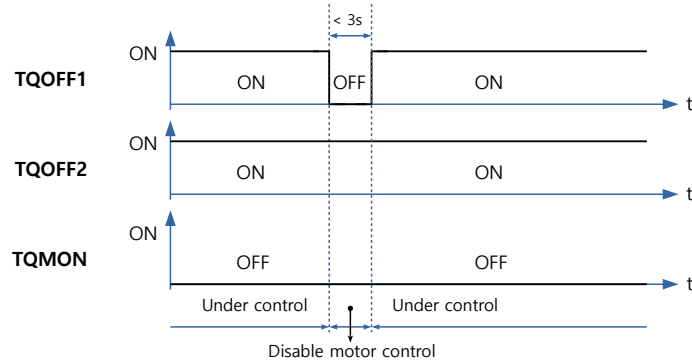 < 3s
ON
TQOFF1
ON OFF ON
t
ON
TQOFF2
ON ON
t
ON
TQMON
OFF OFF
t
Under control Under control
Disable motor control